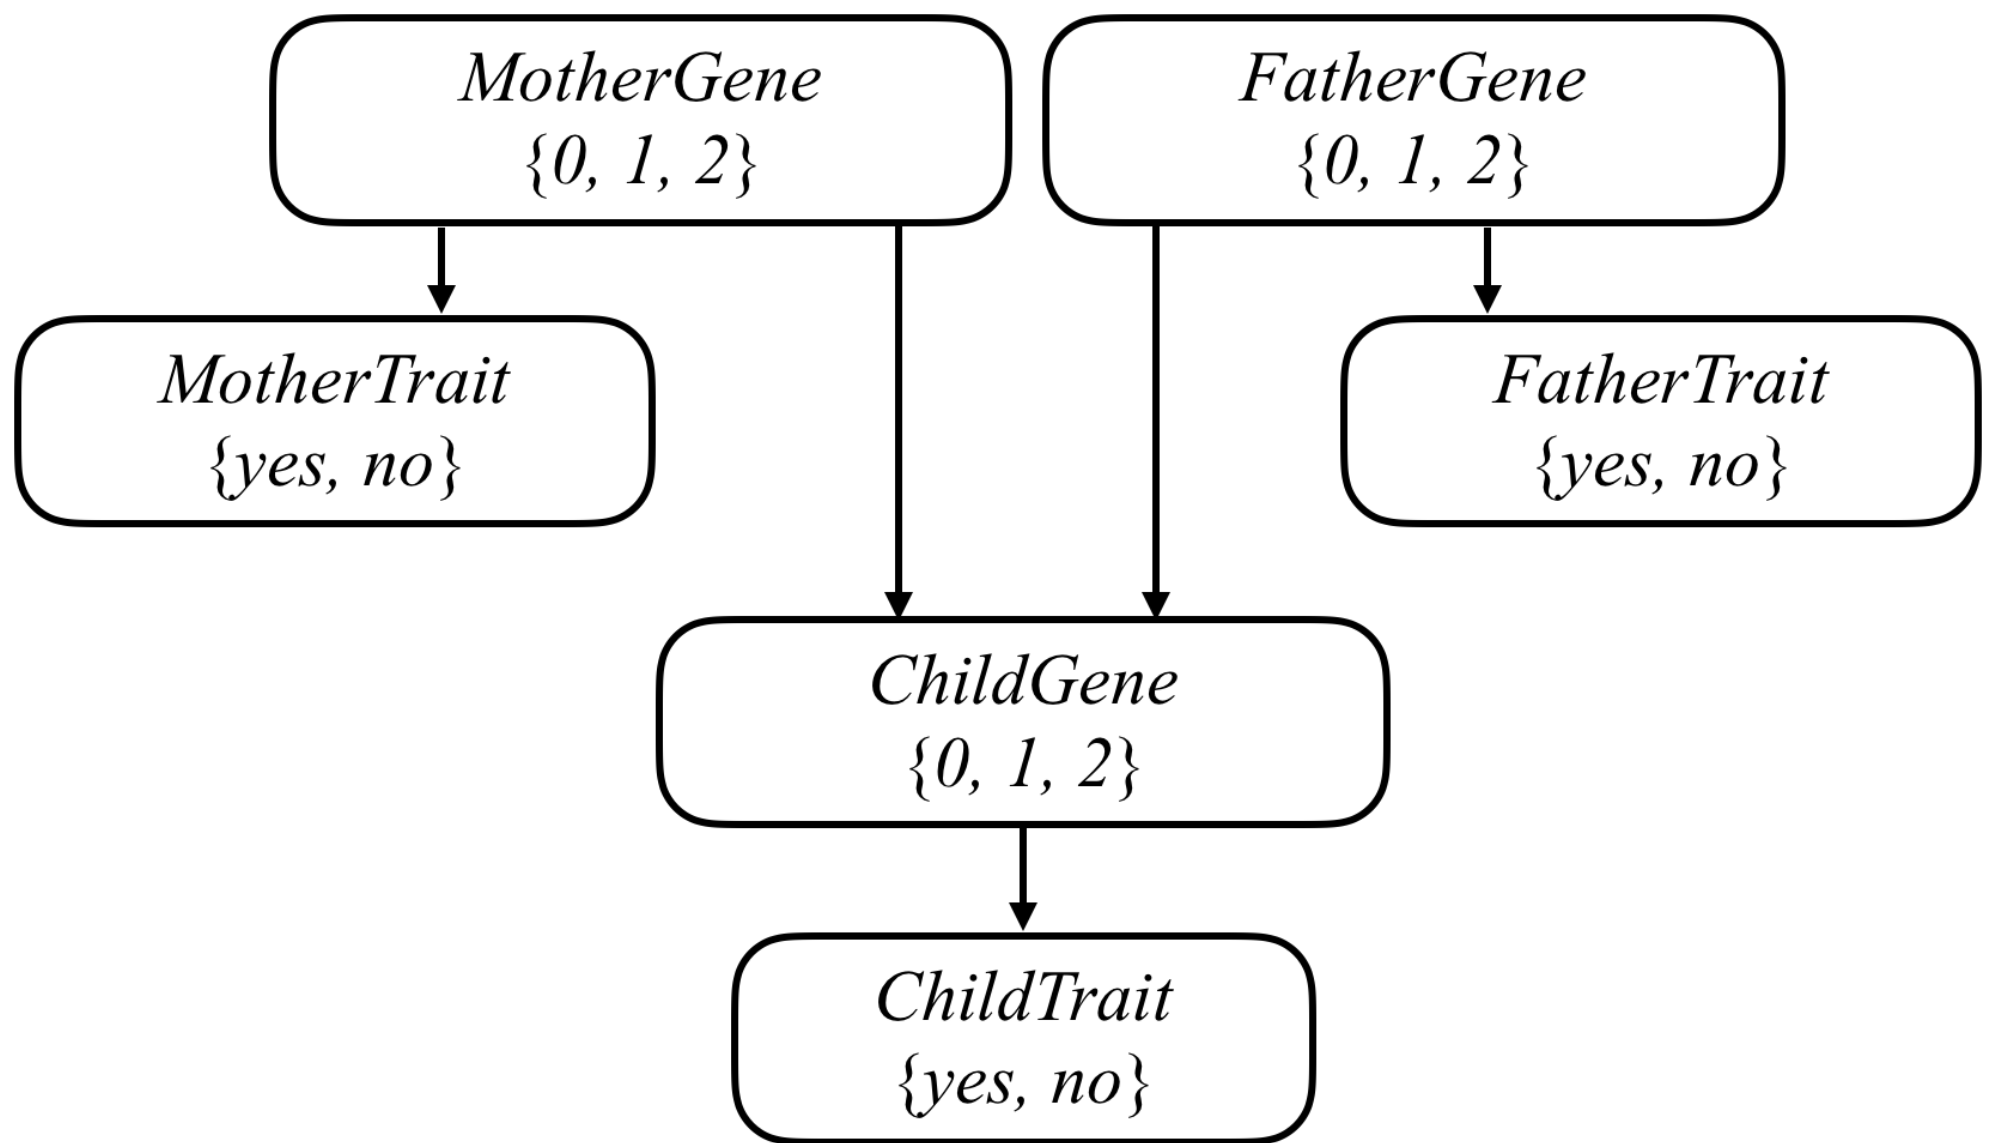 MotherGene
{0, 1, 2}
FatherGene
{0, 1, 2}
MotherTrait
{yes, no}
FatherTrait
{yes, no}
ChildGene
{0, 1, 2}
ChildTrait
{yes, no}